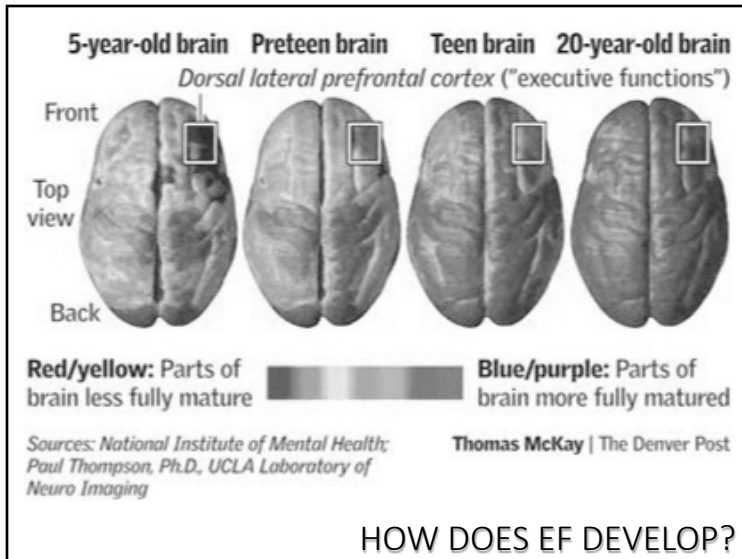 5-year-old brain Preteen brain Teen brain 20-year-old brain
Dorsal lateral prefrontal cortex ("executive functions")
Front
Top
view
Back
Red/yellow: Parts of
brain less fully mature
Blue/purple: Parts of
brain more fully matured
Sources: National Institute of Mental Health;
Paul Thompson, Ph.D., UCLA Laboratory of
Neuro Imaging
Thomas McKay | The Denver Post
HOW DOES EF DEVELOP?